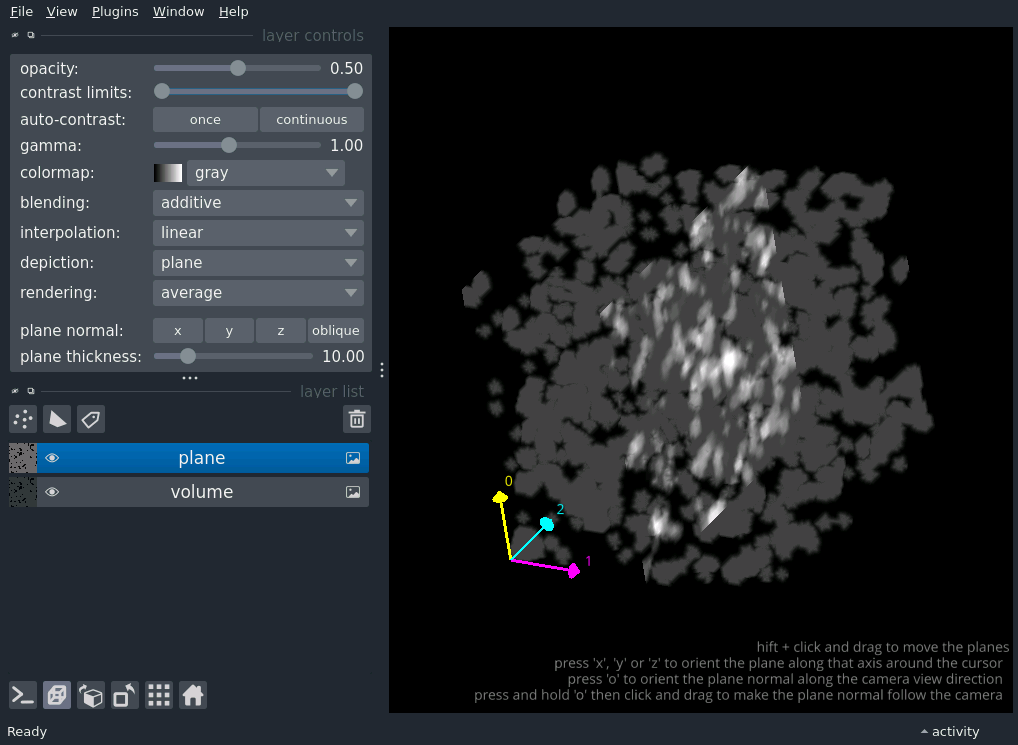 File View Plugins Window Help
layer controls
opacity: 0.50
contrast limits:
auto-contrast: once continuous
gamma: 1.00
colormap: gray
blending: additive
interpolation: linear
depiction: plane
rendering: average
plane normal: x y z oblique
plane thickness: 10.00
layer list
plane
volume
0
2
1
hift + click and drag to move the planes
press 'x', 'y' or 'z' to orient the plane along that axis around the cursor
press 'o' to orient the plane normal along the camera view direction
press and hold 'o' then click and drag to make the plane normal follow the camera
Ready activity